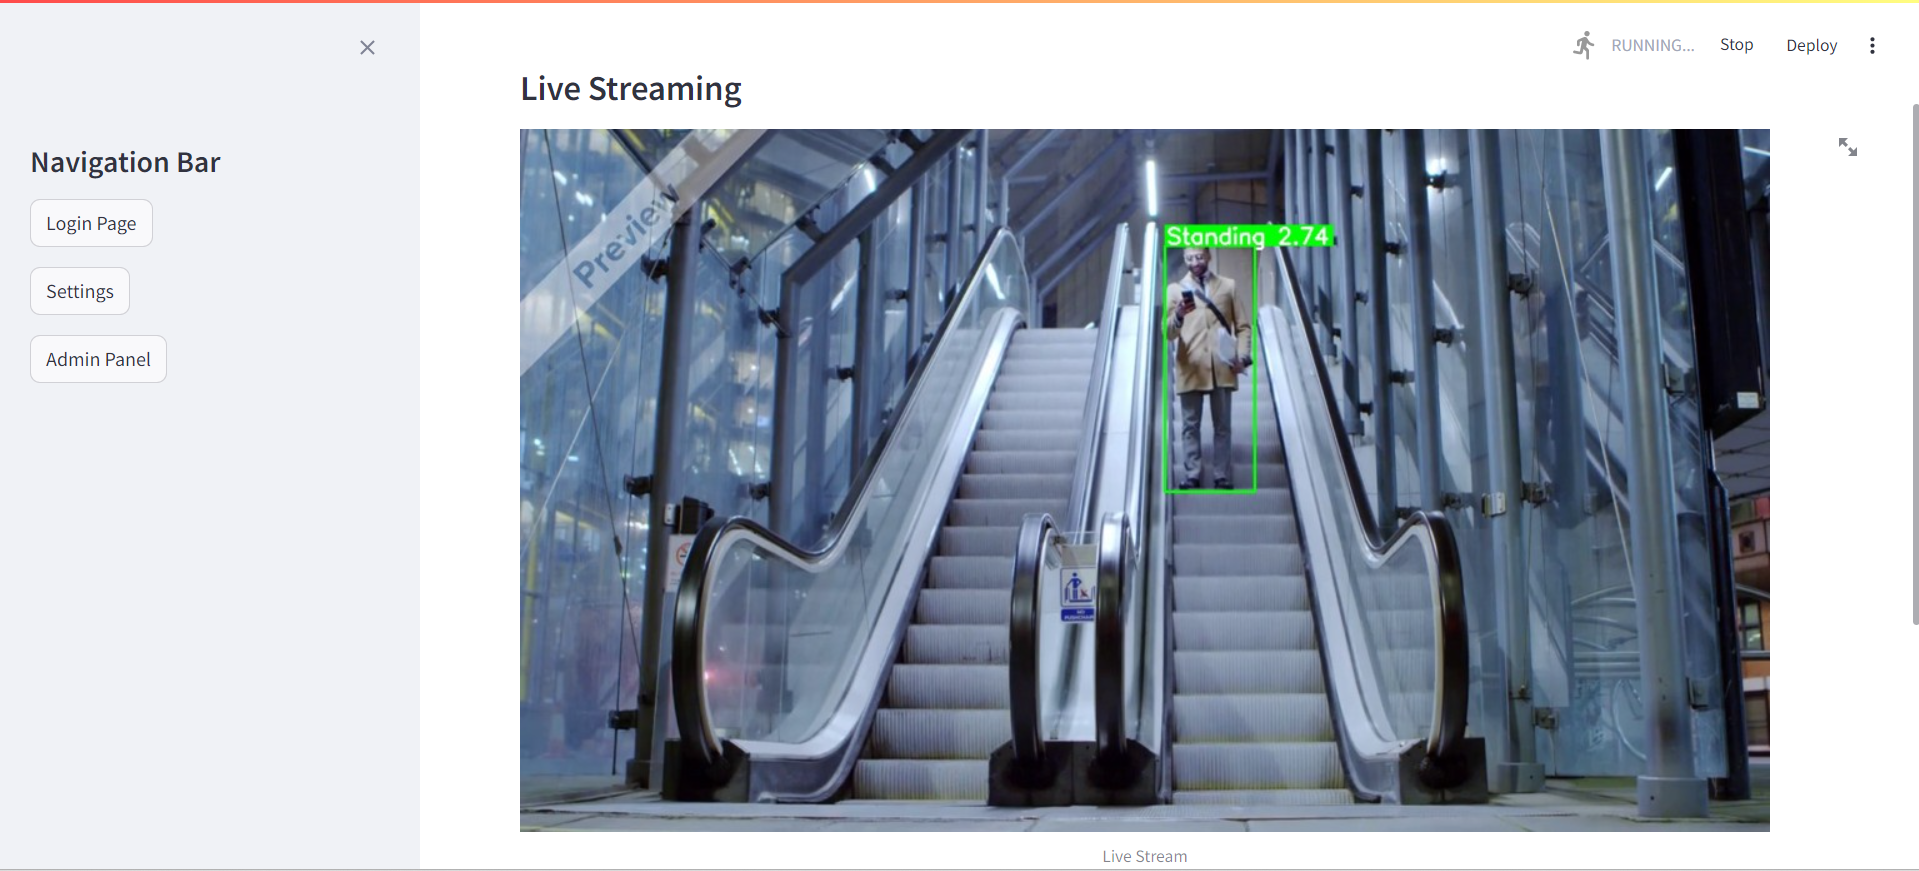 RUNNING...
Stop
Deploy
Live Streaming
Navigation Bar
Login Page
Settings
Admin Panel
Preview
Standing 2.74
Live Stream